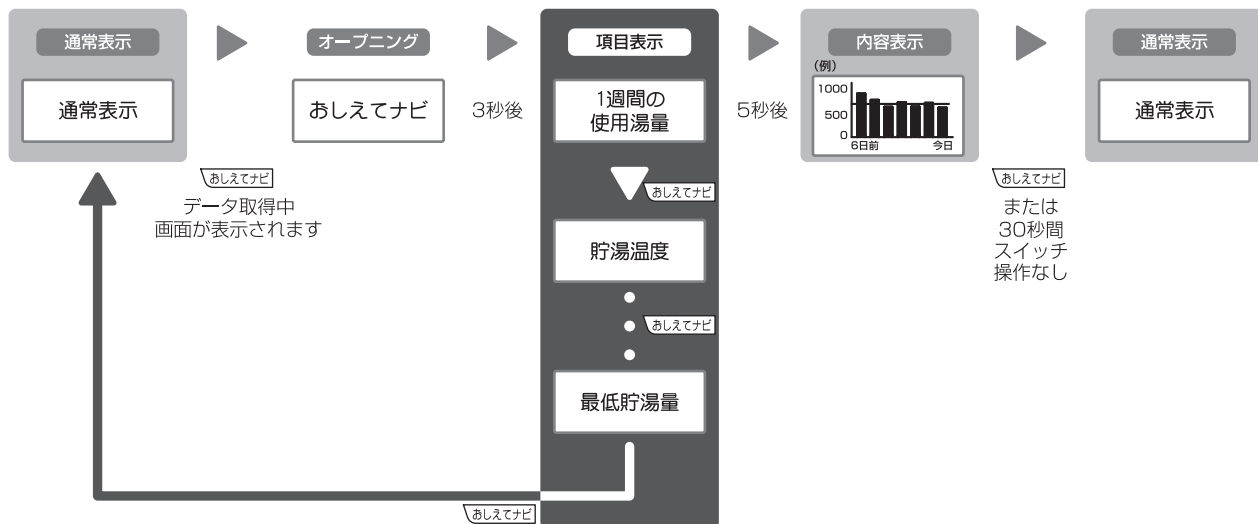 通常表示
通常表示
おしえてナビ
データ取得中
画面が表示されます
オープニング
おしえてナビ
3秒後
項目表示
1週間の
使用湯量
おしえてナビ
貯湯温度
おしえてナビ
最低貯湯量
おしえてナビ
5秒後
内容表示
(例)
1000
500
0
6日前 今日
おしえてナビ
または
30秒間
スイッチ
操作なし
通常表示
通常表示